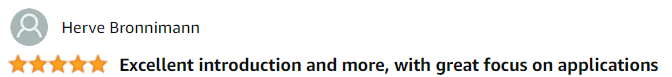 Herve Bronnimann
Excellent introduction and more, with great focus on applications